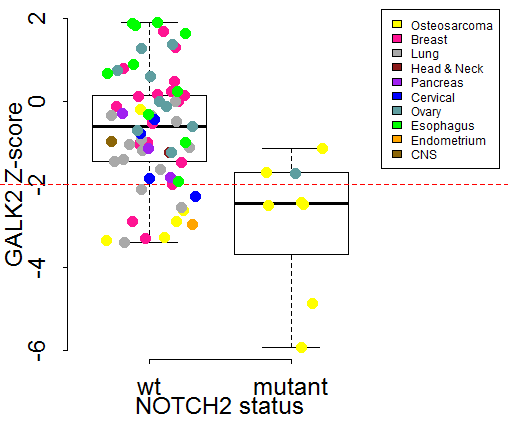 GALK2 Z-score
2
0
-2
-4
-6
wt
mutant
NOTCH2 status
Osteosarcoma
Breast
Lung
Head & Neck
Pancreas
Cervical
Ovary
Esophagus
Endometrium
CNS